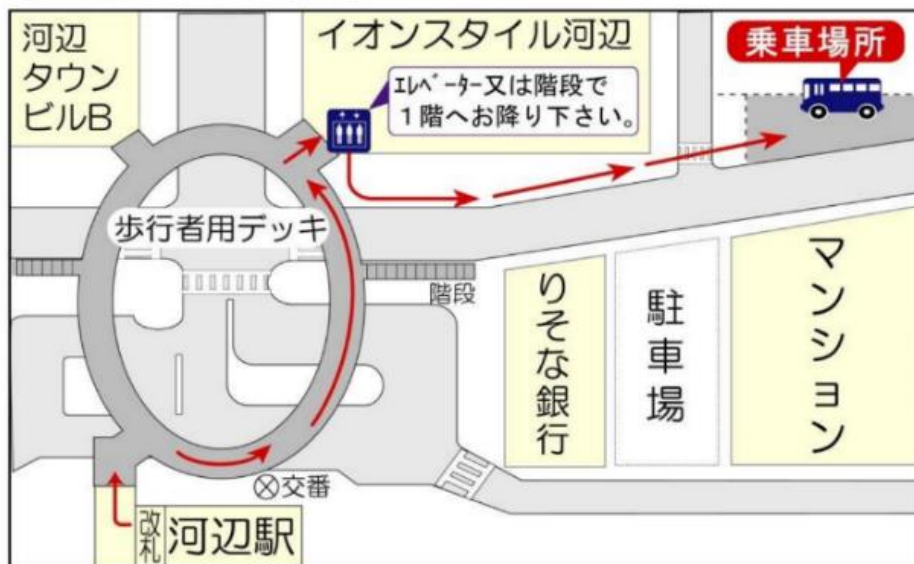 河辺
タウン
ビルB
イオンスタイル河辺
乗車場所
ｴﾚﾍﾞｰﾀｰ又は階段で
１階へお降り下さい。
歩行者用デッキ
階段
りそな銀行
駐車場
マンション
交番
改札
河辺駅